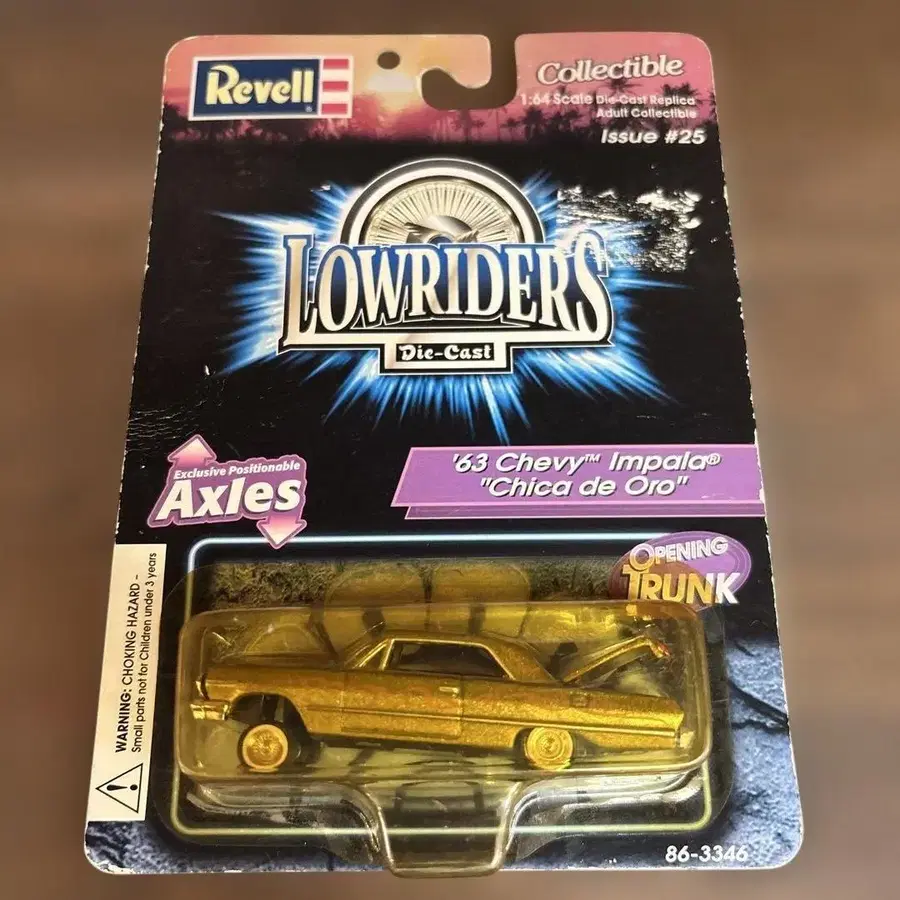 Revell®
Collectible
1:64 Scale Die-Cast Replica
Adult Collectible
Issue #25
LOWRIDERS
Die-Cast
'63 Chevy™ Impala®
"Chica de Oro"
Exclusive Positionable
Axles
OPENING
TRUNK
WARNING: CHOKING HAZARD –
Small parts not for Children under 3 years
86-3346